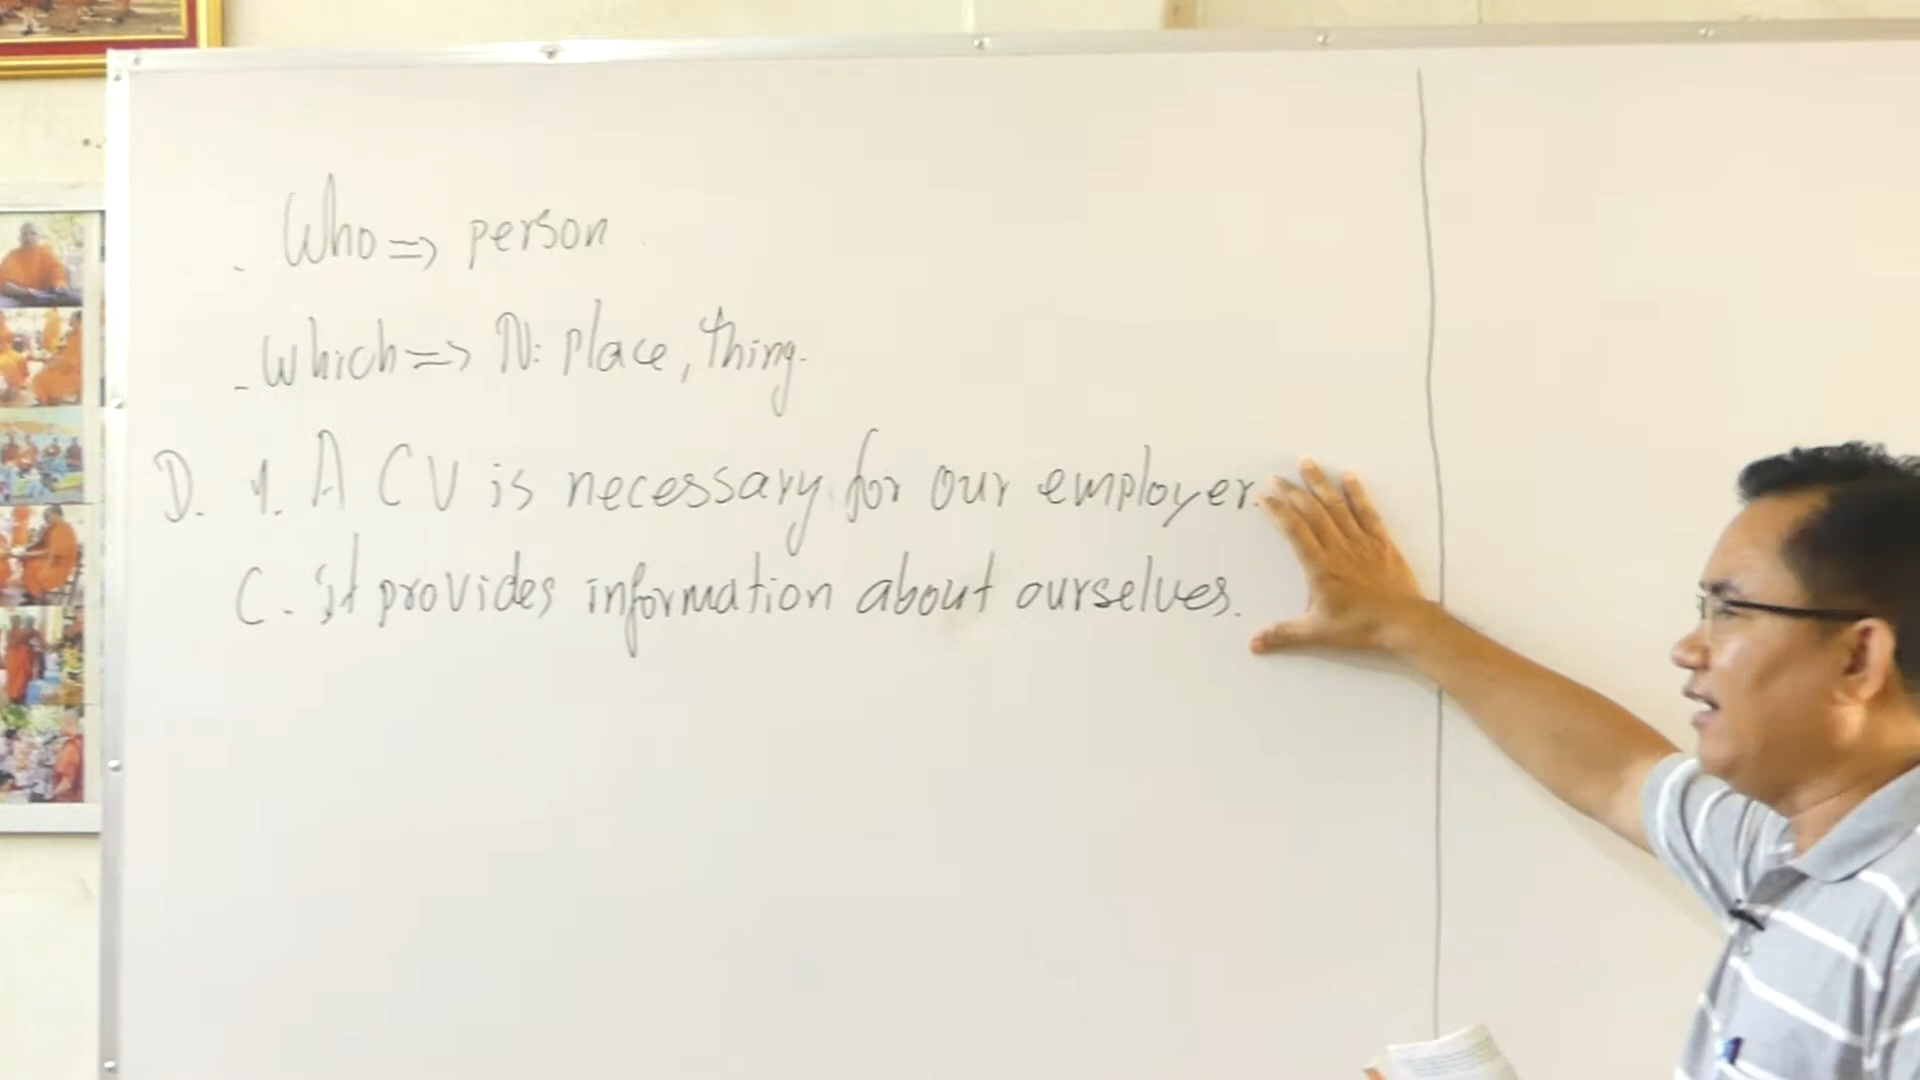 - Who => person
- Which => N: place, thing.
D. 1. A CV is necessary for our employer.
C. it provides information about ourselves.